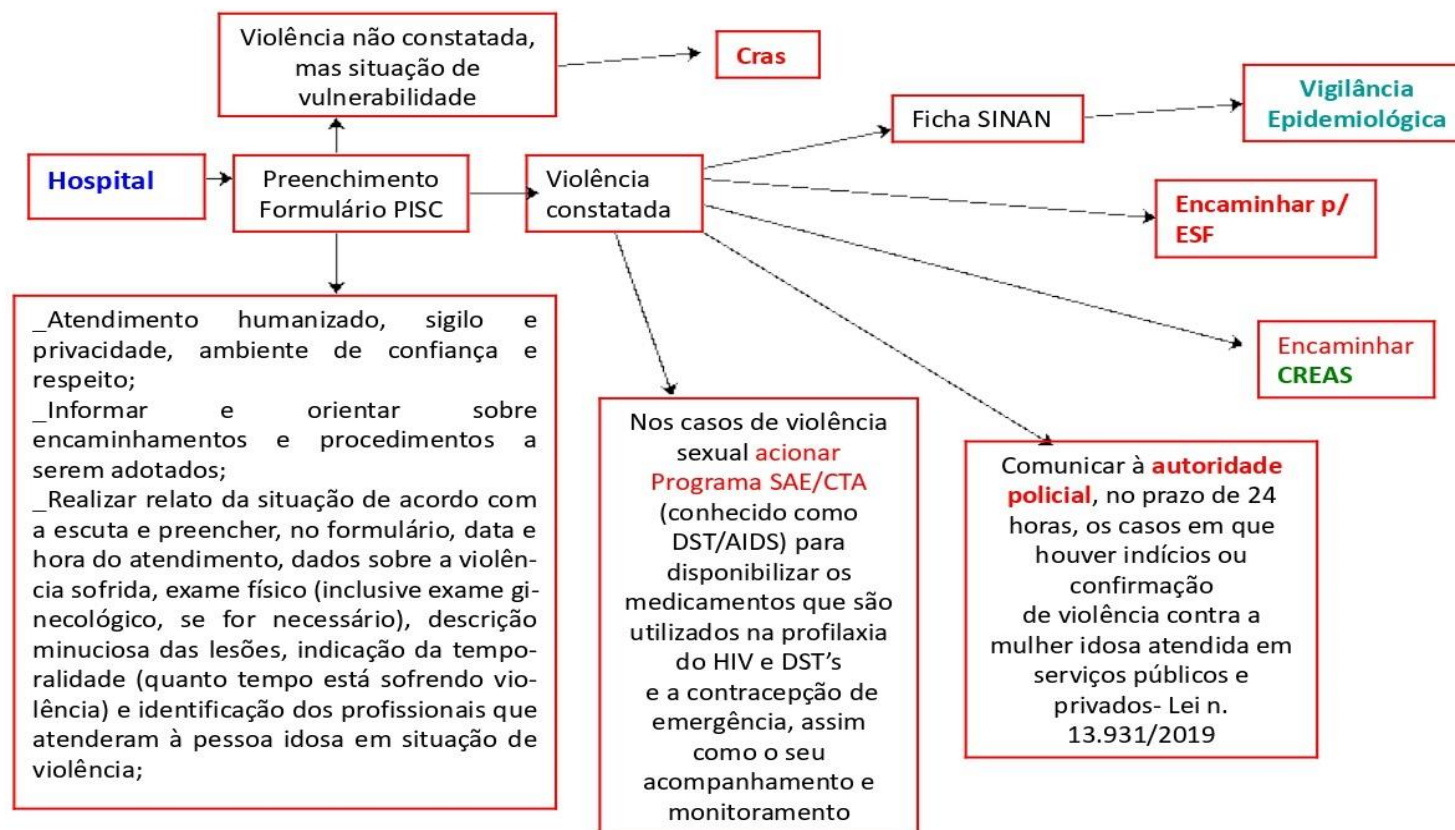 Violência não constatada,
mas situação de
vulnerabilidade
Cras
Ficha SINAN
Vigilância
Epidemiológica
Hospital
Preenchimento
Formulário PISC
Violência
constatada
Encaminhar p/
ESF
Encaminhar
CREAS
_Atendimento humanizado, sigilo e
privacidade, ambiente de confiança e
respeito;
_Informar e orientar sobre
encaminhamentos e procedimentos a
serem adotados;
_Realizar relato da situação de acordo com
a escuta e preencher, no formulário, data e
hora do atendimento, dados sobre a violên-
cia sofrida, exame físico (inclusive exame gi-
necológico, se for necessário), descrição
minuciosa das lesões, indicação da tempo-
ralidade (quanto tempo está sofrendo vio-
lência) e identificação dos profissionais que
atenderam à pessoa idosa em situação de
violência;
Nos casos de violência
sexual acionar
Programa SAE/CTA
(conhecido como
DST/AIDS) para
disponibilizar os
medicamentos que são
utilizados na profilaxia
do HIV e DST’s
e a contracepção de
emergência, assim
como o seu
acompanhamento e
monitoramento
Comunicar à autoridade
policial, no prazo de 24
horas, os casos em que
houver indícios ou
confirmação
de violência contra a
mulher idosa atendida em
serviços públicos e
privados- Lei n.
13.931/2019